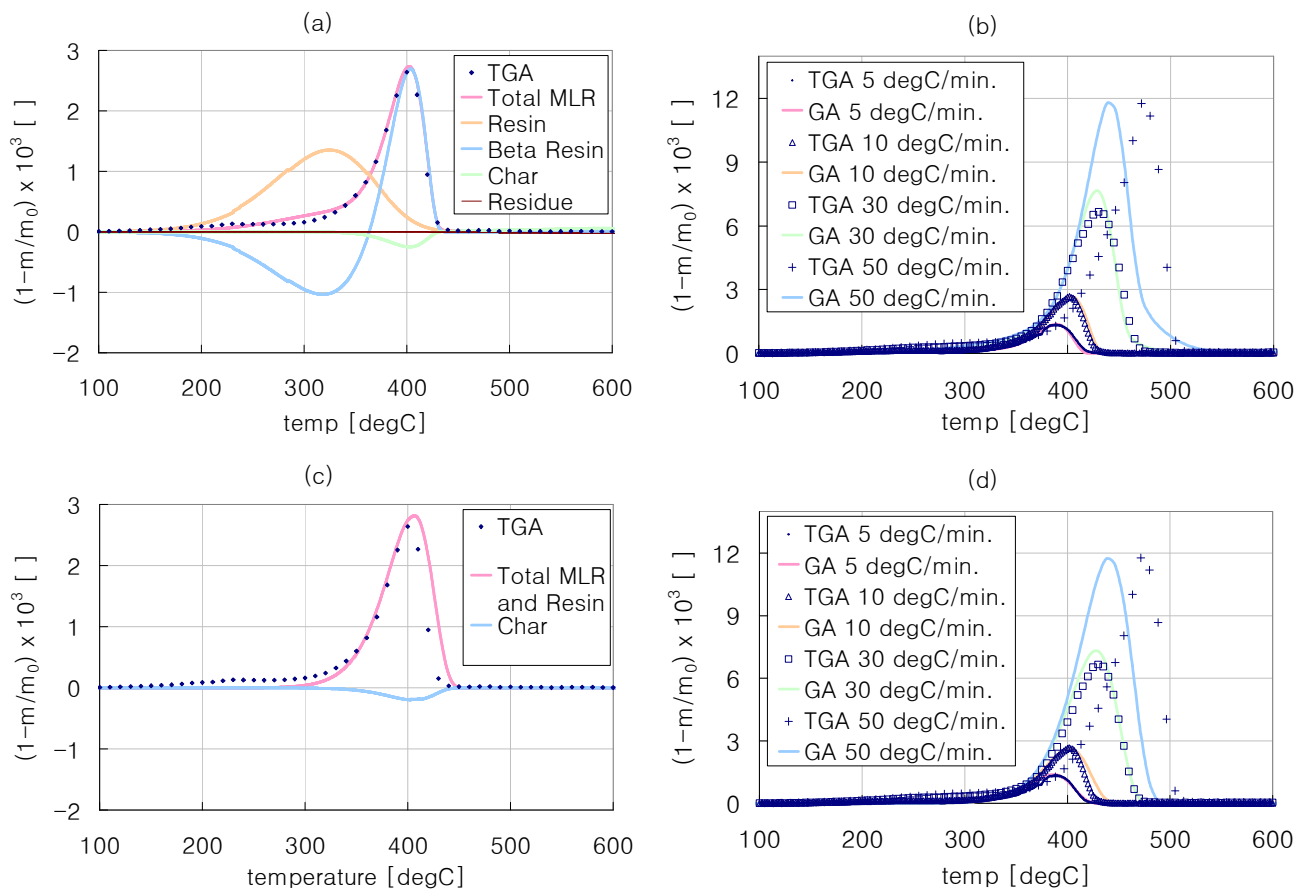 (a)
3
2
1
0
-1
-2
(1-m/m₀) x 10³ [ ]
TGA
Total MLR
Resin
Beta Resin
Char
Residue
100 200 300 400 500 600
temp [degC]
(b)
12
9
6
3
0
(1-m/m₀) x 10³ [ ]
TGA 5 degC/min.
GA 5 degC/min.
TGA 10 degC/min.
GA 10 degC/min.
TGA 30 degC/min.
GA 30 degC/min.
TGA 50 degC/min.
GA 50 degC/min.
100 200 300 400 500 600
temp [degC]
(c)
3
2
1
0
-1
-2
(1-m/m₀) x 10³ [ ]
TGA
Total MLR
and Resin
Char
100 200 300 400 500 600
temperature [degC]
(d)
12
9
6
3
0
(1-m/m₀) x 10³ [ ]
TGA 5 degC/min.
GA 5 degC/min.
TGA 10 degC/min.
GA 10 degC/min.
TGA 30 degC/min.
GA 30 degC/min.
TGA 50 degC/min.
GA 50 degC/min.
100 200 300 400 500 600
temp [degC]